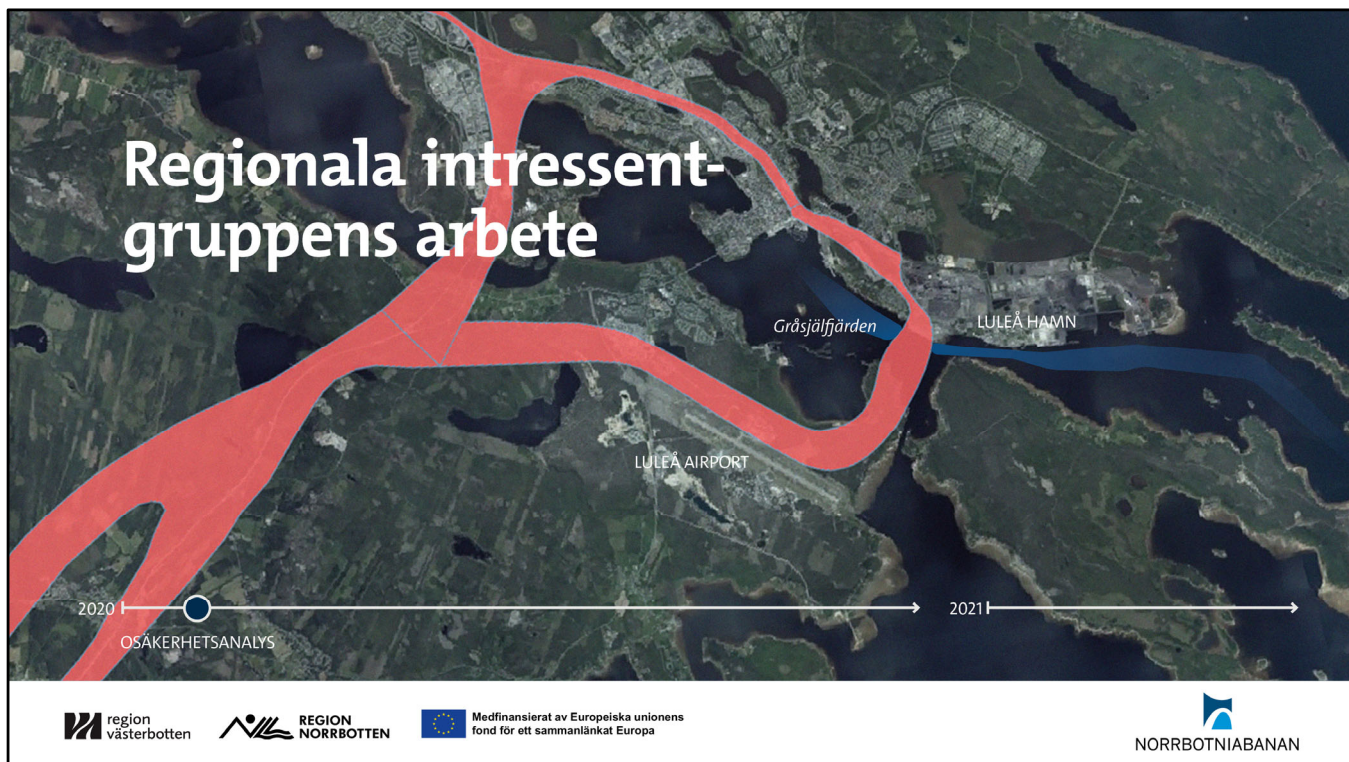 Regionala intressent-
gruppens arbete
Gråsjälfjärden
LULEÅ HAMN
LULEÅ AIRPORT
2020
2021
OSÄKERHETSANALYS
region
västerbotten
REGION
NORRBOTTEN
Medfinansierat av Europeiska unionens
fond för ett sammanlänkat Europa
NORRBOTNIABANAN